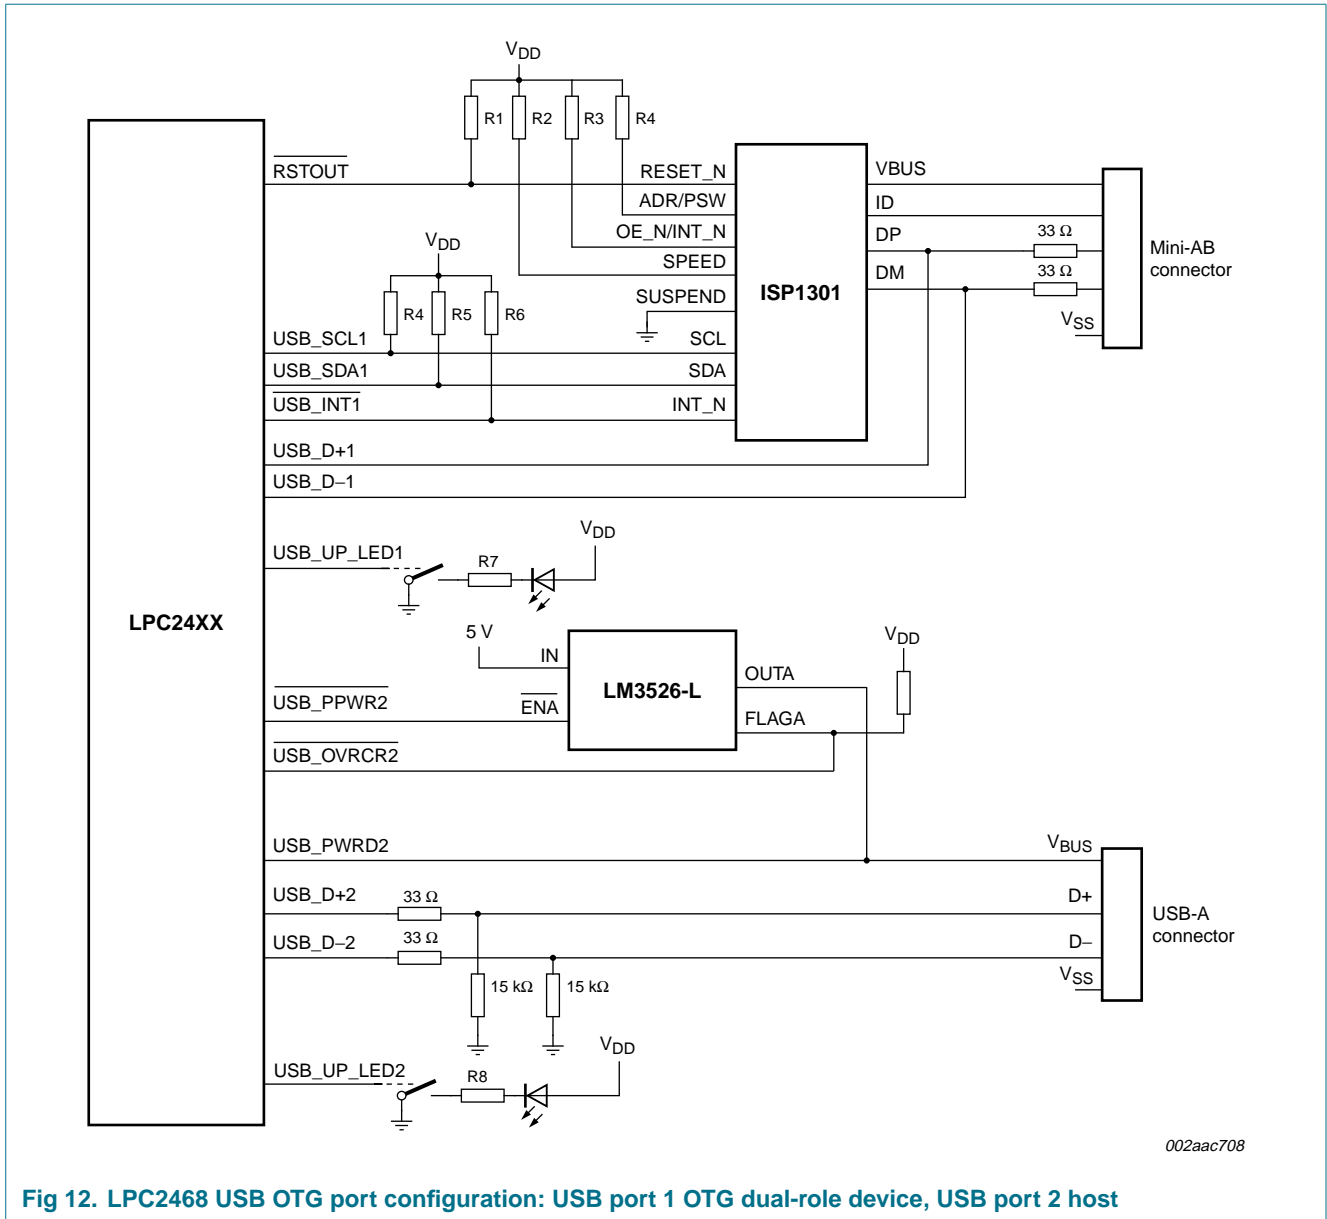 VDD
R1 R2 R3 R4
RSTOUT
RESET_N
VBUS
ADR/PSW
ID
OE_N/INT_N
DP
33 Ω
Mini-AB
connector
VDD
SPEED
DM
33 Ω
ISP1301
SUSPEND
R4 R5 R6
VSS
USB_SCL1
SCL
USB_SDA1
SDA
USB_INT1
INT_N
USB_D+1
USB_D−1
VDD
USB_UP_LED1
R7
LPC24XX
5 V
VDD
IN
OUTA
LM3526-L
USB_PPWR2
ENA
FLAGA
USB_OVRCR2
USB_PWRD2
VBUS
USB_D+2
33 Ω
D+
USB-A
connector
USB_D−2
33 Ω
D−
VSS
15 kΩ
15 kΩ
VDD
USB_UP_LED2
R8
002aac708
Fig 12. LPC2468 USB OTG port configuration: USB port 1 OTG dual-role device, USB port 2 host